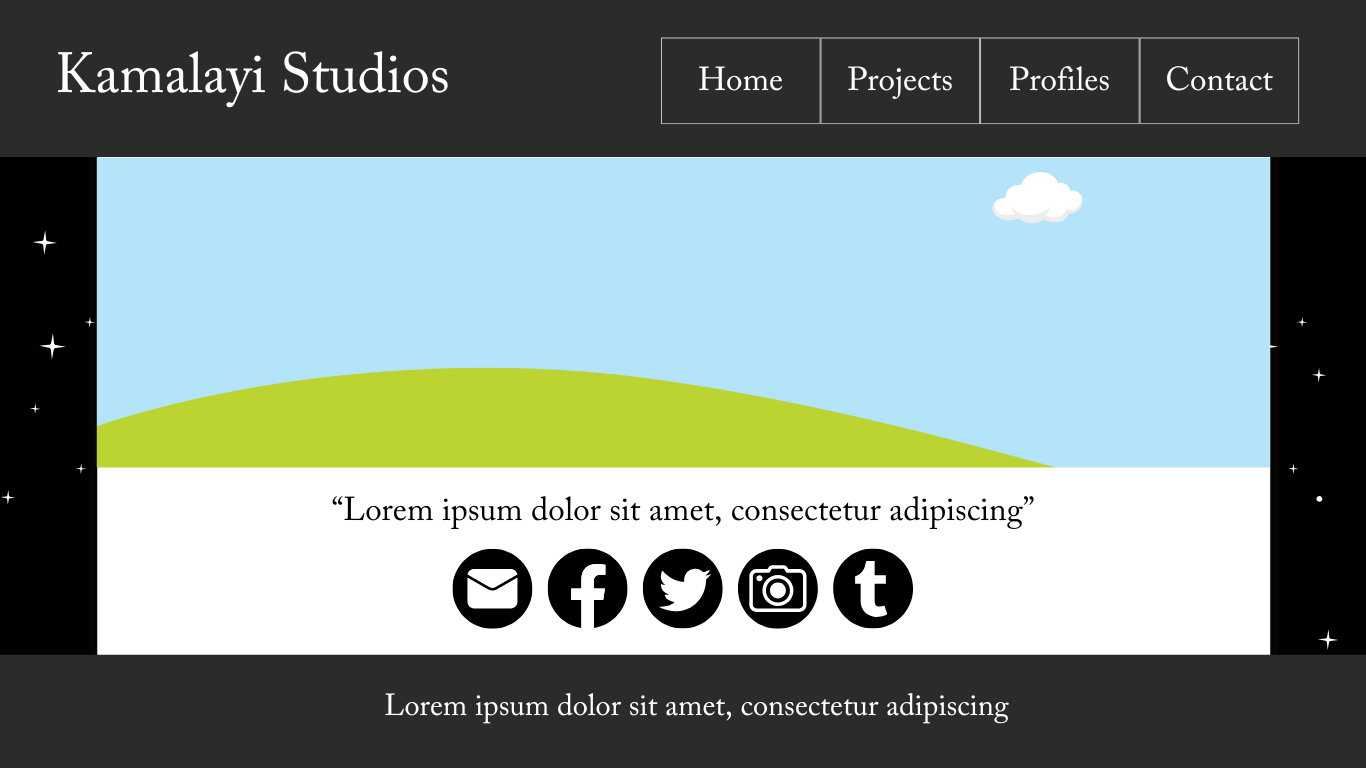 Kamalayi Studios
Home
Projects
Profiles
Contact
“Lorem ipsum dolor sit amet, consectetur adipiscing”
Lorem ipsum dolor sit amet, consectetur adipiscing